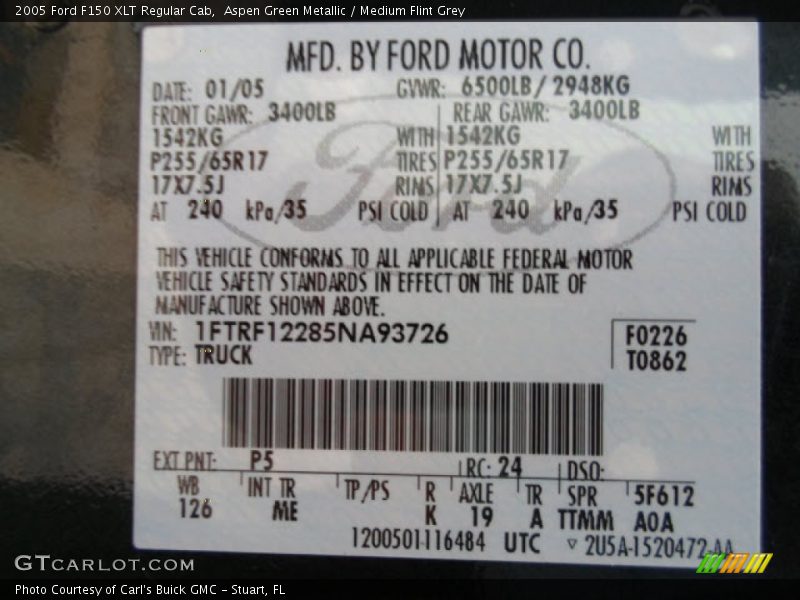 2005 Ford F150 XLT Regular Cab, Aspen Green Metallic / Medium Flint Grey
MFD. BY FORD MOTOR CO.
DATE: 01/05 GVWR: 6500LB / 2948KG
FRONT GAWR: 3400LB REAR GAWR: 3400LB
1542KG WITH 1542KG WITH
P255/65R17 TIRES P255/65R17 TIRES
17X7.5J RINS 17X7.5J RIMS
AT 240 kPa/35 PSI COLD AT 240 kPa/35 PSI COLD
Ford
THIS VEHICLE CONFORMS TO ALL APPLICABLE FEDERAL MOTOR
VEHICLE SAFETY STANDARDS IN EFFECT ON THE DATE OF
MANUFACTURE SHOWN ABOVE.
VIN: 1FTRF12285NA93726 F0226
TYPE: TRUCK T0862
EXT PNT: P5 RC: 24 DSO:
WB INT TR TP/PS R AXLE TR SPR 5F612
126 ME K 19 A TTMM A0A
1200501116484 UTC ▽ 2U5A-1520472-AA
GTCARLOT.COM
Photo Courtesy of Carl's Buick GMC - Stuart, FL